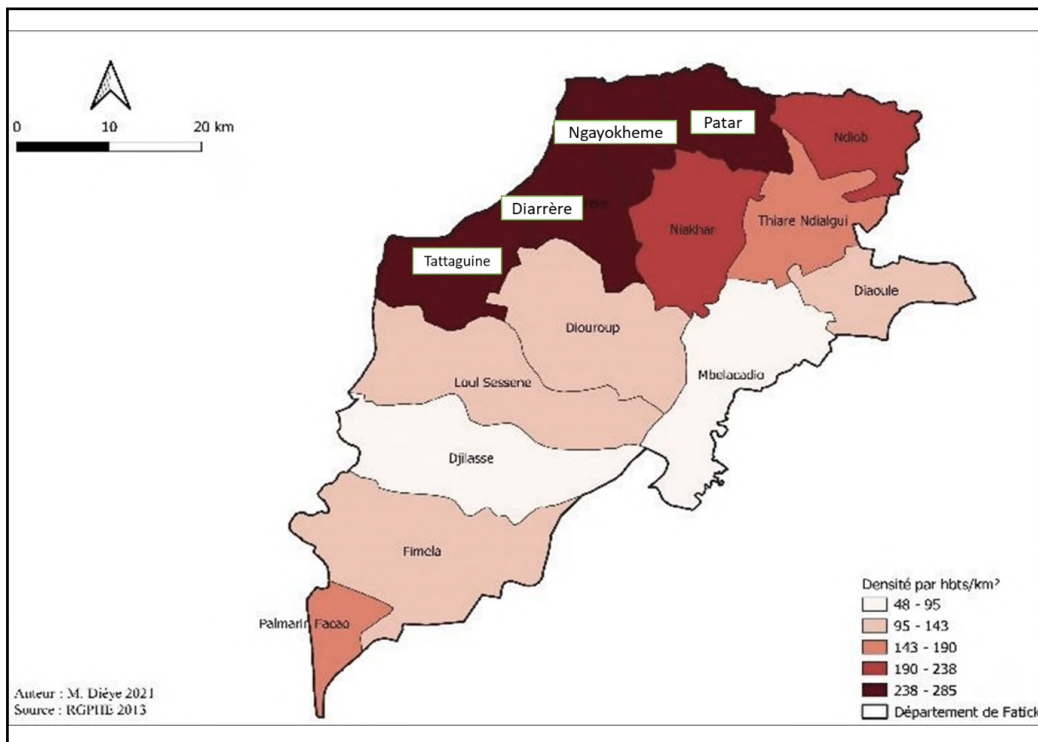 0 10 20 km
Patar
Ngayokheme
Ndiob
Diarrère
Niakhar
Thiare Ndialgui
Tattaguine
Diaoule
Diouroup
Mbelacadio
Loul Sessene
Djilasse
Fimela
Palmarin Facao
Densité par hbts/km²
48 - 95
95 - 143
143 - 190
190 - 238
238 - 285
Département de Fatick
Auteur : M. Diéye 2021
Source : RGPHE 2013